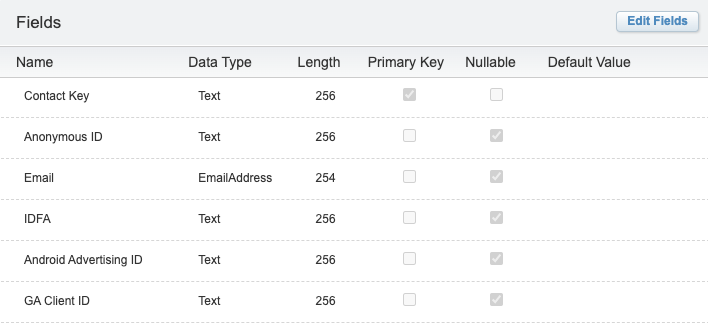 Fields
Edit Fields
Name Data Type Length Primary Key Nullable Default Value
Contact Key Text 256
Anonymous ID Text 256
Email EmailAddress 254
IDFA Text 256
Android Advertising ID Text 256
GA Client ID Text 256